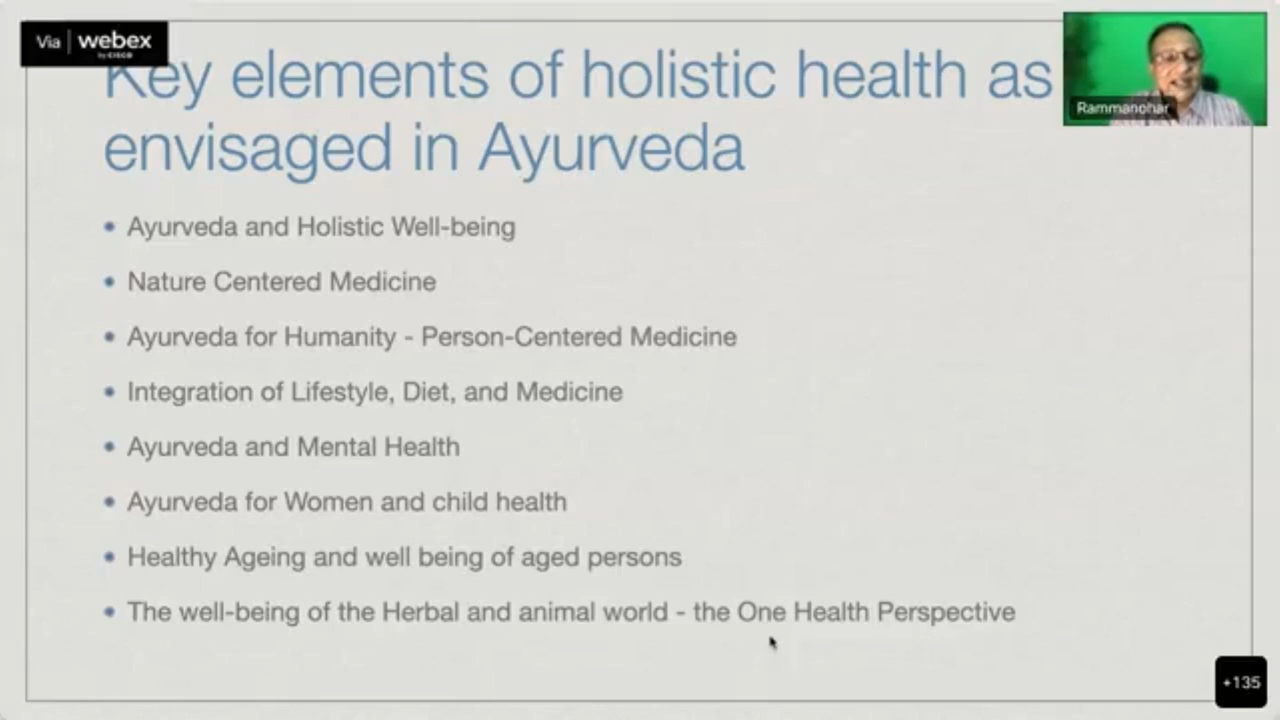 Via webex
by CISCO
Key elements of holistic health as
envisaged in Ayurveda
Rammanohar
• Ayurveda and Holistic Well-being
• Nature Centered Medicine
• Ayurveda for Humanity - Person-Centered Medicine
• Integration of Lifestyle, Diet, and Medicine
• Ayurveda and Mental Health
• Ayurveda for Women and child health
• Healthy Ageing and well being of aged persons
• The well-being of the Herbal and animal world - the One Health Perspective
+135